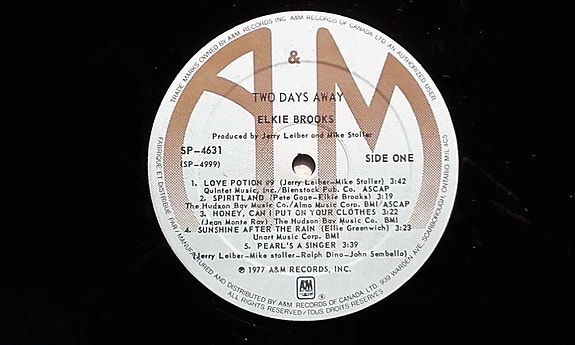 TRADE MARKS OWNED BY A&M RECORDS INC. A&M RECORDS OF CANADA LTD. AN AUTHORIZED USER
A & M
TWO DAYS AWAY
ELKIE BROOKS
Produced by Jerry Leiber and Mike Stoller
SP-4631
(SP-4999)
SIDE ONE
1. LOVE POTION #9 (Jerry Leiber-Mike Stoller) 3:42
Quintet Music, Inc./Bienstock Pub. Co. ASCAP
2. SPIRITLAND (Pete Gage-Elkie Brooks) 3:19
The Hudson Bay Music Co./Almo Music Corp. BMI/ASCAP
3. HONEY, CAN I PUT ON YOUR CLOTHES 3:22
(Jean Monte Ray) The Hudson Bay Music Co. BMI
4. SUNSHINE AFTER THE RAIN (Ellie Greenwich) 3:23
Unart Music Corp. BMI
5. PEARL'S A SINGER 3:39
(Jerry Leiber-Mike stoller-Ralph Dino-John Sembello)
℗ 1977 A&M RECORDS, INC.
A&M
FABRIQUE ET DISTRIBUE PAR/MANUFACTURED AND DISTRIBUTED BY A&M RECORDS OF CANADA LTD. 939 WARDEN AVE. SCARBOROUGH, ONTARIO M1L 4C5
ALL RIGHTS RESERVED/TOUS DROITS RESERVES